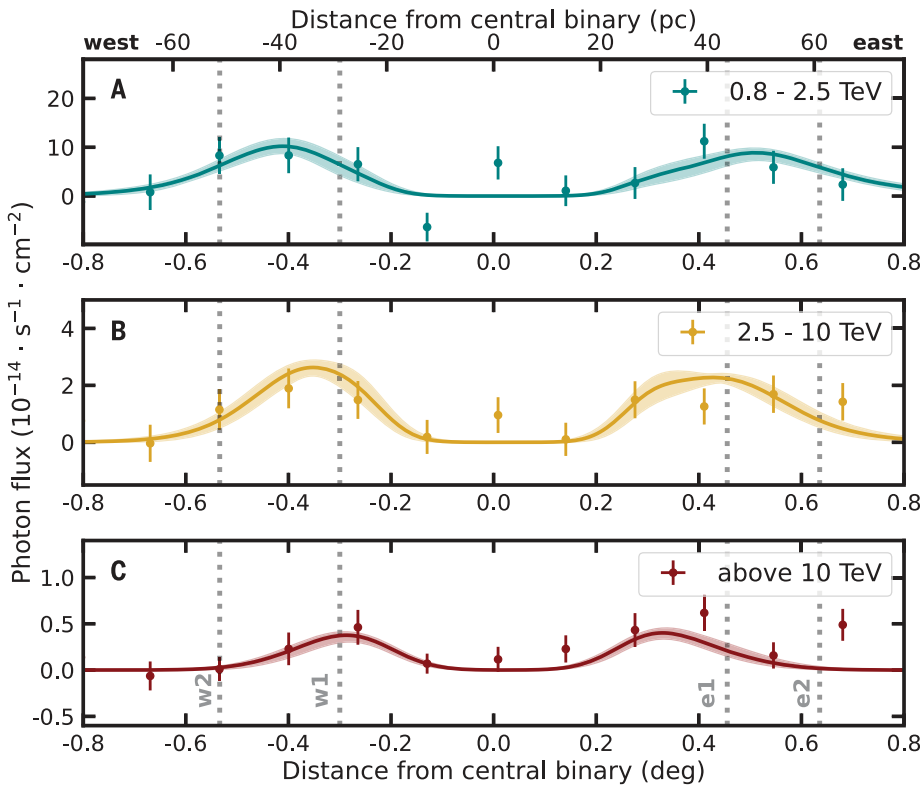 Distance from central binary (pc)
west -60 -40 -20 0 20 40 60 east
A
0.8 - 2.5 TeV
20
10
0
-0.8 -0.6 -0.4 -0.2 0.0 0.2 0.4 0.6 0.8
B
2.5 - 10 TeV
4
2
0
-0.8 -0.6 -0.4 -0.2 0.0 0.2 0.4 0.6 0.8
Photon flux (10⁻¹⁴ · s⁻¹ · cm⁻²)
C
above 10 TeV
1.0
0.5
0.0
-0.5
w2 w1 e1 e2
-0.8 -0.6 -0.4 -0.2 0.0 0.2 0.4 0.6 0.8
Distance from central binary (deg)